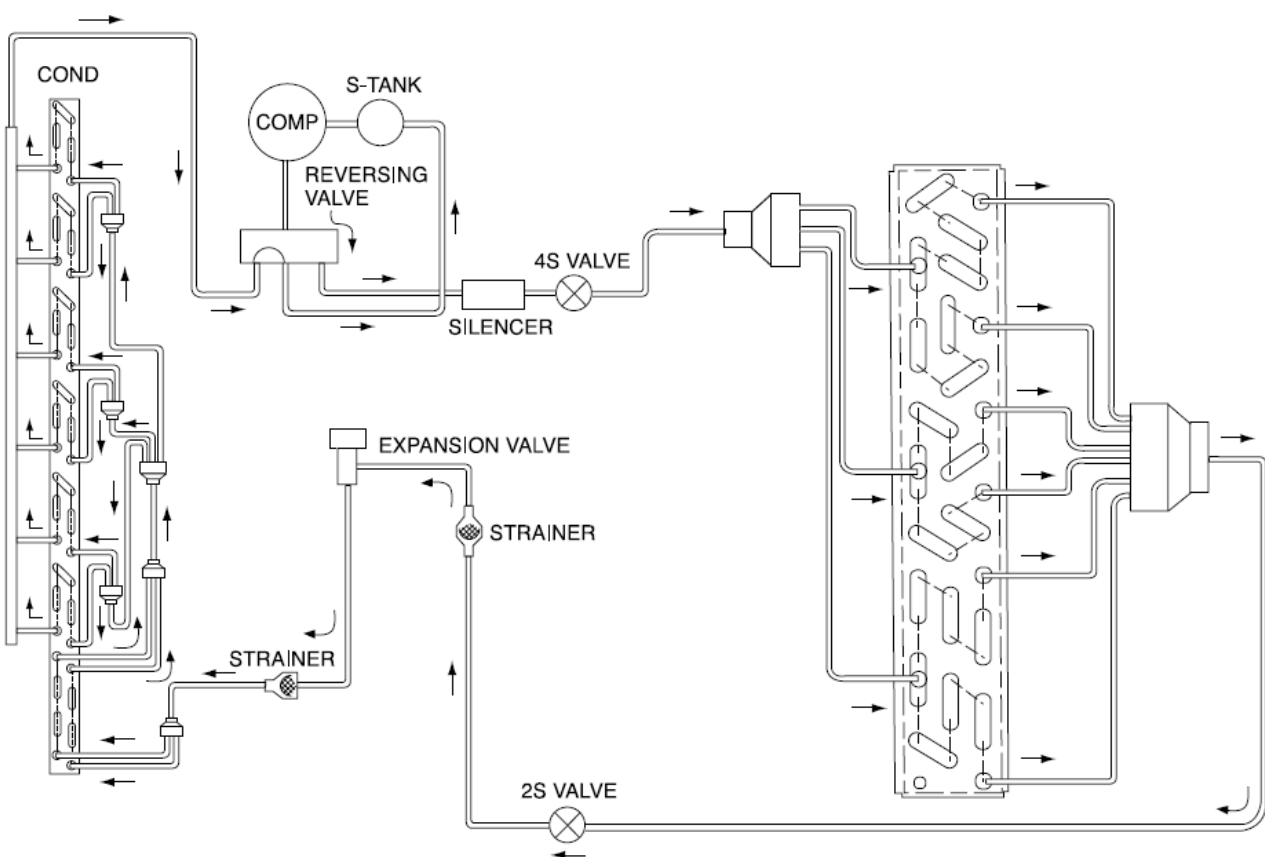 COND
S-TANK
COMP
REVERSING
VALVE
4S VALVE
SILENCER
EXPANSION VALVE
STRAINER
STRAINER
2S VALVE